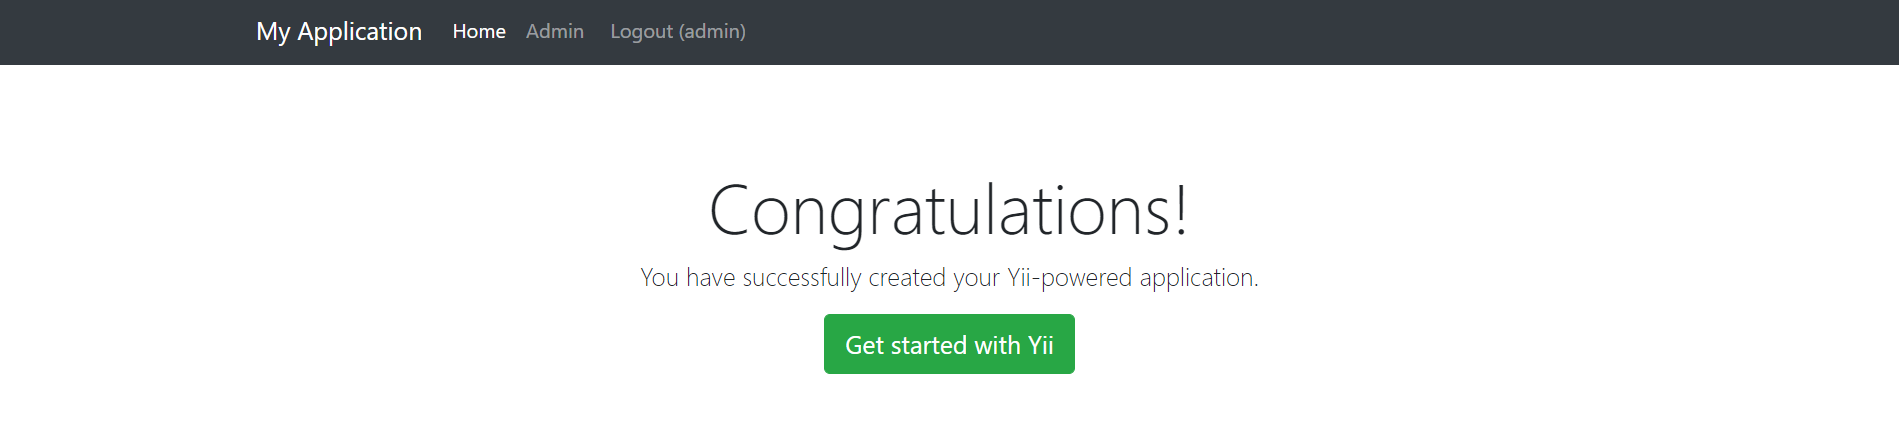 My Application Home Admin Logout (admin)
Congratulations!
You have successfully created your Yii-powered application.
Get started with Yii